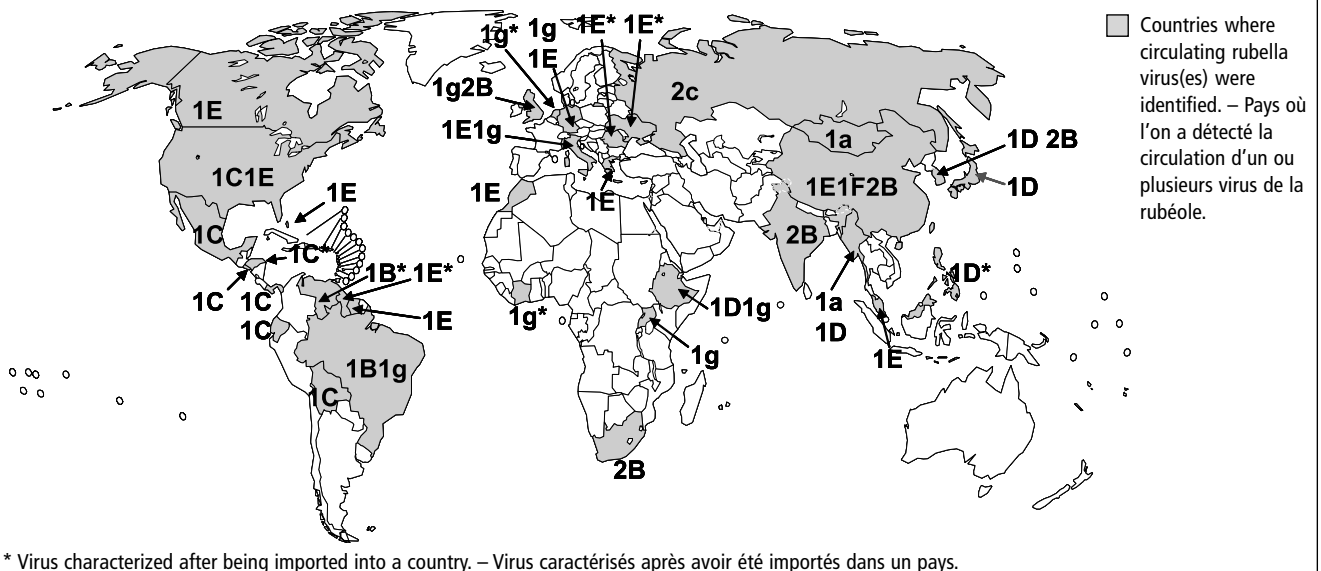 1g* 1g 1E* 1E*
1E
1g2B
2c
1E
1E1g
1a
1D 2B
1C1E
1E1F2B
1D
1E
1E
1E
1C
2B
1C*
1B* 1E*
1D*
1C 1C
1g*
1D1g
1a
1E
1C
1D
1g
1E
1B1g
1C
2B
Countries where
circulating rubella
virus(es) were
identified. – Pays où
l'on a détecté la
circulation d'un ou
plusieurs virus de la
rubéole.
* Virus characterized after being imported into a country. – Virus caractérisés après avoir été importés dans un pays.